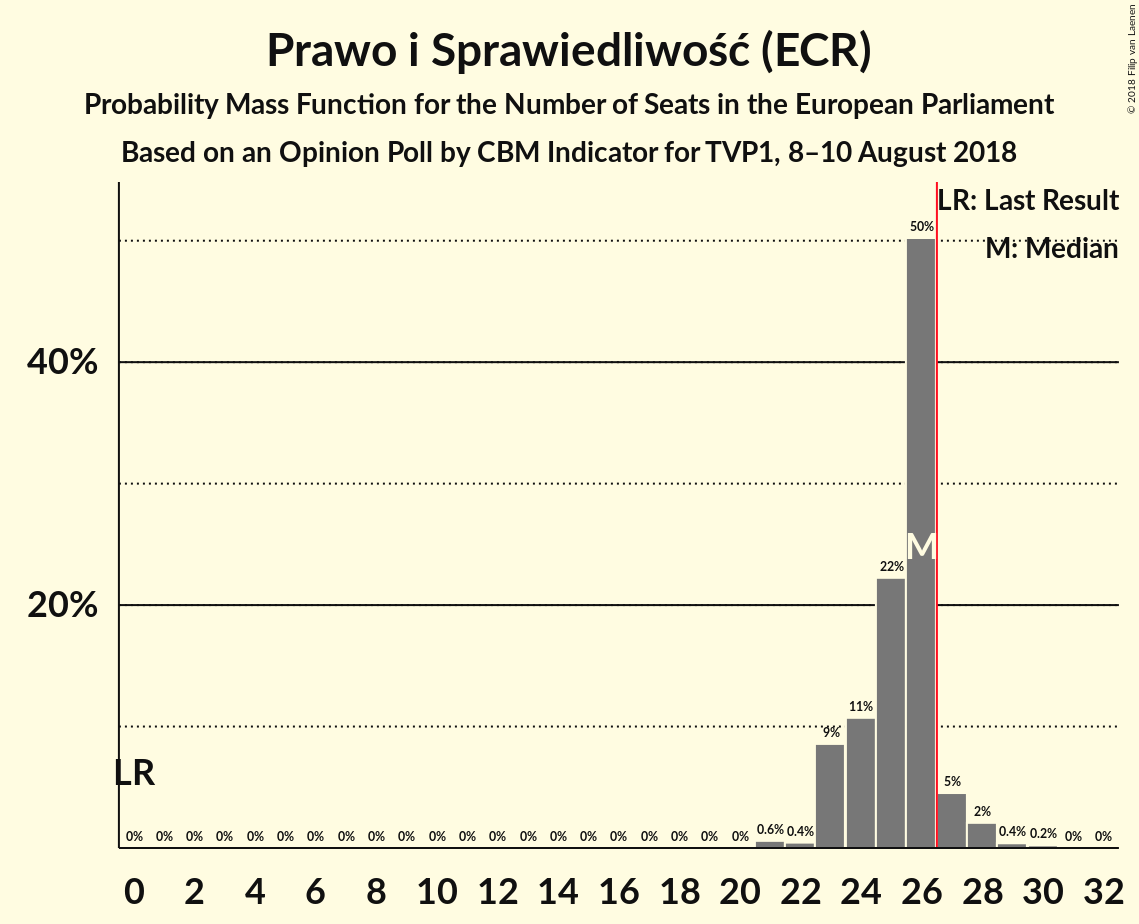 Prawo i Sprawiedliwość (ECR)
Probability Mass Function for the Number of Seats in the European Parliament
Based on an Opinion Poll by CBM Indicator for TVP1, 8–10 August 2018
© 2018 Filip van Laenen
LR: Last Result
M: Median
50%
40%
M
22%
20%
11%
9%
5%
2%
LR
0% 0% 0% 0% 0% 0% 0% 0% 0% 0% 0% 0% 0% 0% 0% 0% 0% 0% 0% 0% 0% 0.6% 0.4% 0.4% 0.2% 0% 0%
0 2 4 6 8 10 12 14 16 18 20 22 24 26 28 30 32